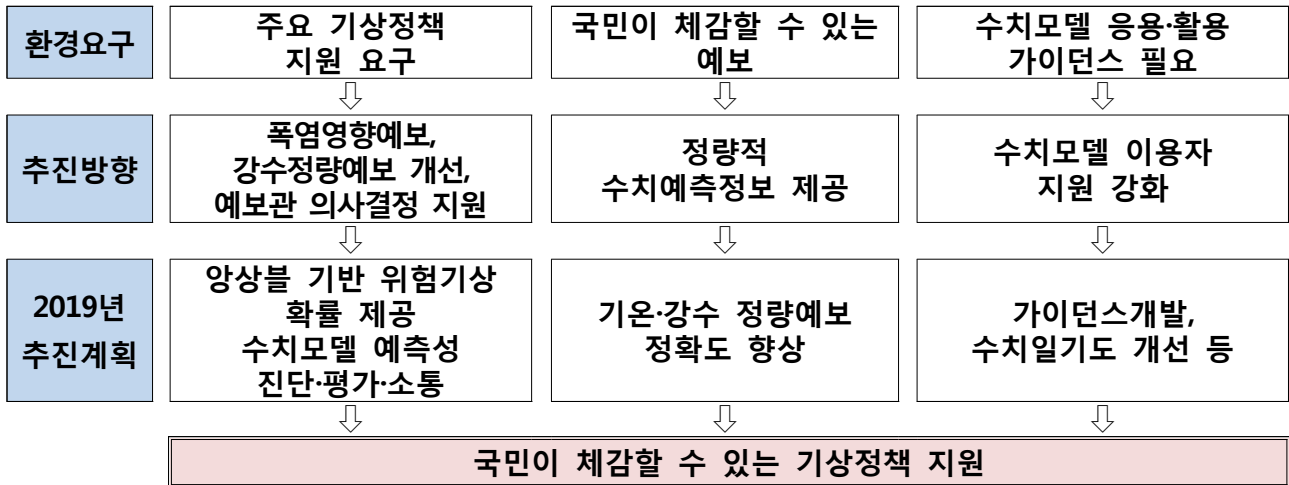 환경요구
주요 기상정책
지원 요구
국민이 체감할 수 있는
예보
수치모델 응용·활용
가이던스 필요
추진방향
폭염영향예보,
강수정량예보 개선,
예보관 의사결정 지원
정량적
수치예측정보 제공
수치모델 이용자
지원 강화
2019년
추진계획
앙상블 기반 위험기상
확률 제공
수치모델 예측성
진단·평가·소통
기온·강수 정량예보
정확도 향상
가이던스개발,
수치일기도 개선 등
국민이 체감할 수 있는 기상정책 지원